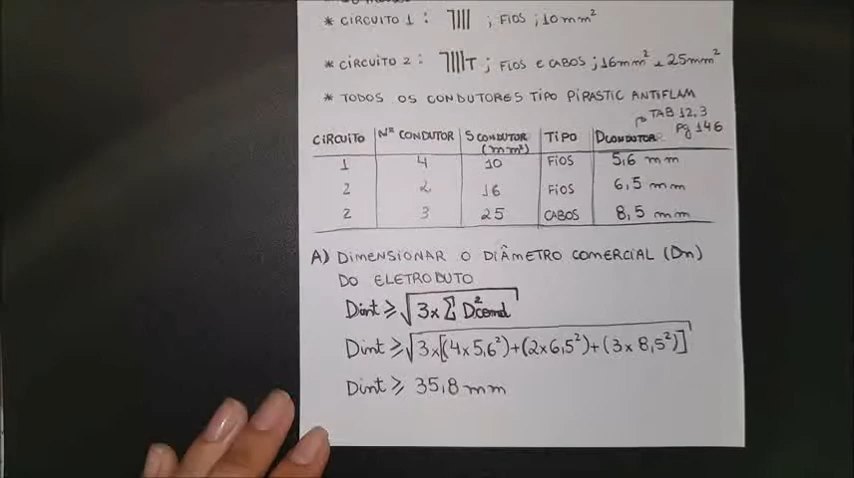 * CIRCUITO 1 : ; FIOS ; 10 mm²
* CIRCUITO 2 : T ; FIOS E CABOS ; 16mm² e 25mm²
* TODOS OS CONDUTORES TIPO PIRASTIC ANTIFLAM
TAB 12.3
Pg 146
CIRCUITO Nº CONDUTOR S CONDUTOR (mm²) TIPO DCONDUTOR
1 4 10 FIOS 5,6 mm
2 2 16 FIOS 6,5 mm
2 3 25 CABOS 8,5 mm
A) DIMENSIONAR O DIÂMETRO COMERCIAL (Dn)
DO ELETRODUTO
Dint ≥ √3x Σ D²cond
Dint ≥ √3x[(4x5,6²)+(2x6,5²)+(3x8,5²)]
Dint ≥ 35,8 mm